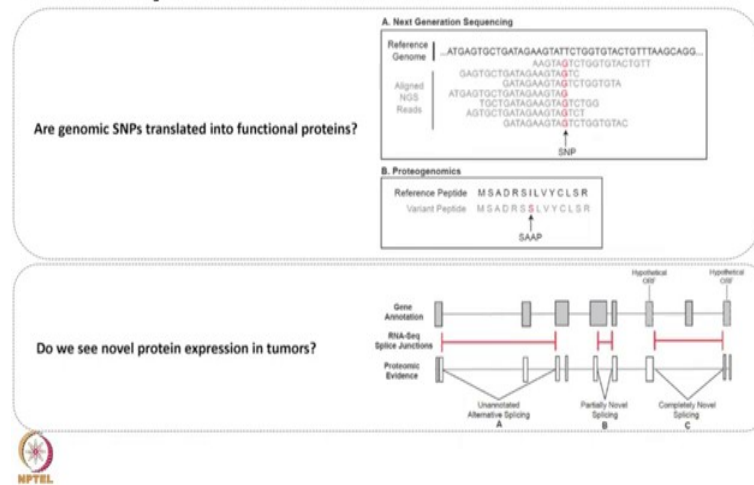 A. Next Generation Sequencing
Reference
Genome
...ATGAGTGCTGATAGAAGTATTCTGGTGTACTGTTTAAGCAGG...
Aligned
NGS
Reads
AAGTAGTCTGGTGTACTGTT
GAGTGCTGATAGAAGTAGTC
GATAGAAGTAGTCTGGTGTA
ATGAGTGCTGATAGAAGTAG
TGCTGATAGAAGTAGTCTGG
AGTGCTGATAGAAGTAGTCT
GATAGAAGTAGTCTGGTGTAC
SNP
Are genomic SNPs translated into functional proteins?
B. Proteogenomics
Reference Peptide M S A D R S I L V Y C L S R
Variant Peptide M S A D R S S L V Y C L S R
SAAP
Hypothetical
ORF
Hypothetical
ORF
Gene
Annotation
RNA-Seq
Splice Junctions
Do we see novel protein expression in tumors?
Proteomic
Evidence
Unannotated
Alternative Splicing
A
Partially Novel
Splicing
B
Completely Novel
Splicing
C
NPTEL